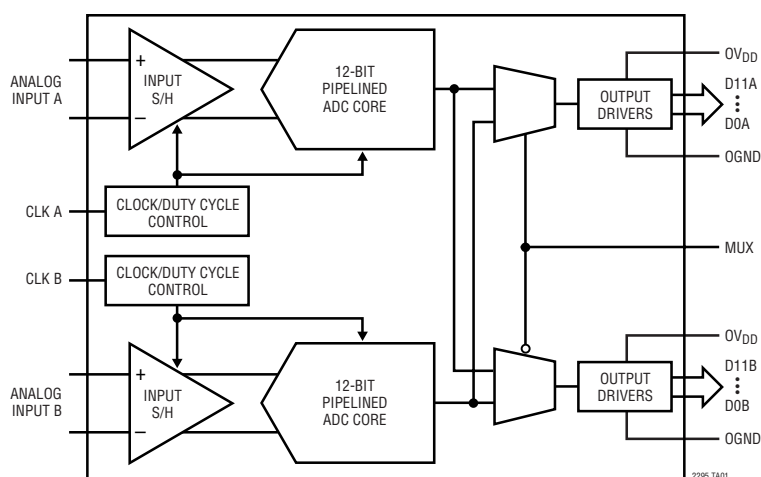 ANALOG
INPUT A
+
−
INPUT
S/H
12-BIT
PIPELINED
ADC CORE
OUTPUT
DRIVERS
OVDD
D11A
D0A
OGND
CLK A
CLOCK/DUTY CYCLE
CONTROL
MUX
CLK B
CLOCK/DUTY CYCLE
CONTROL
ANALOG
INPUT B
+
−
INPUT
S/H
12-BIT
PIPELINED
ADC CORE
OUTPUT
DRIVERS
OVDD
D11B
D0B
OGND
2295 TA01